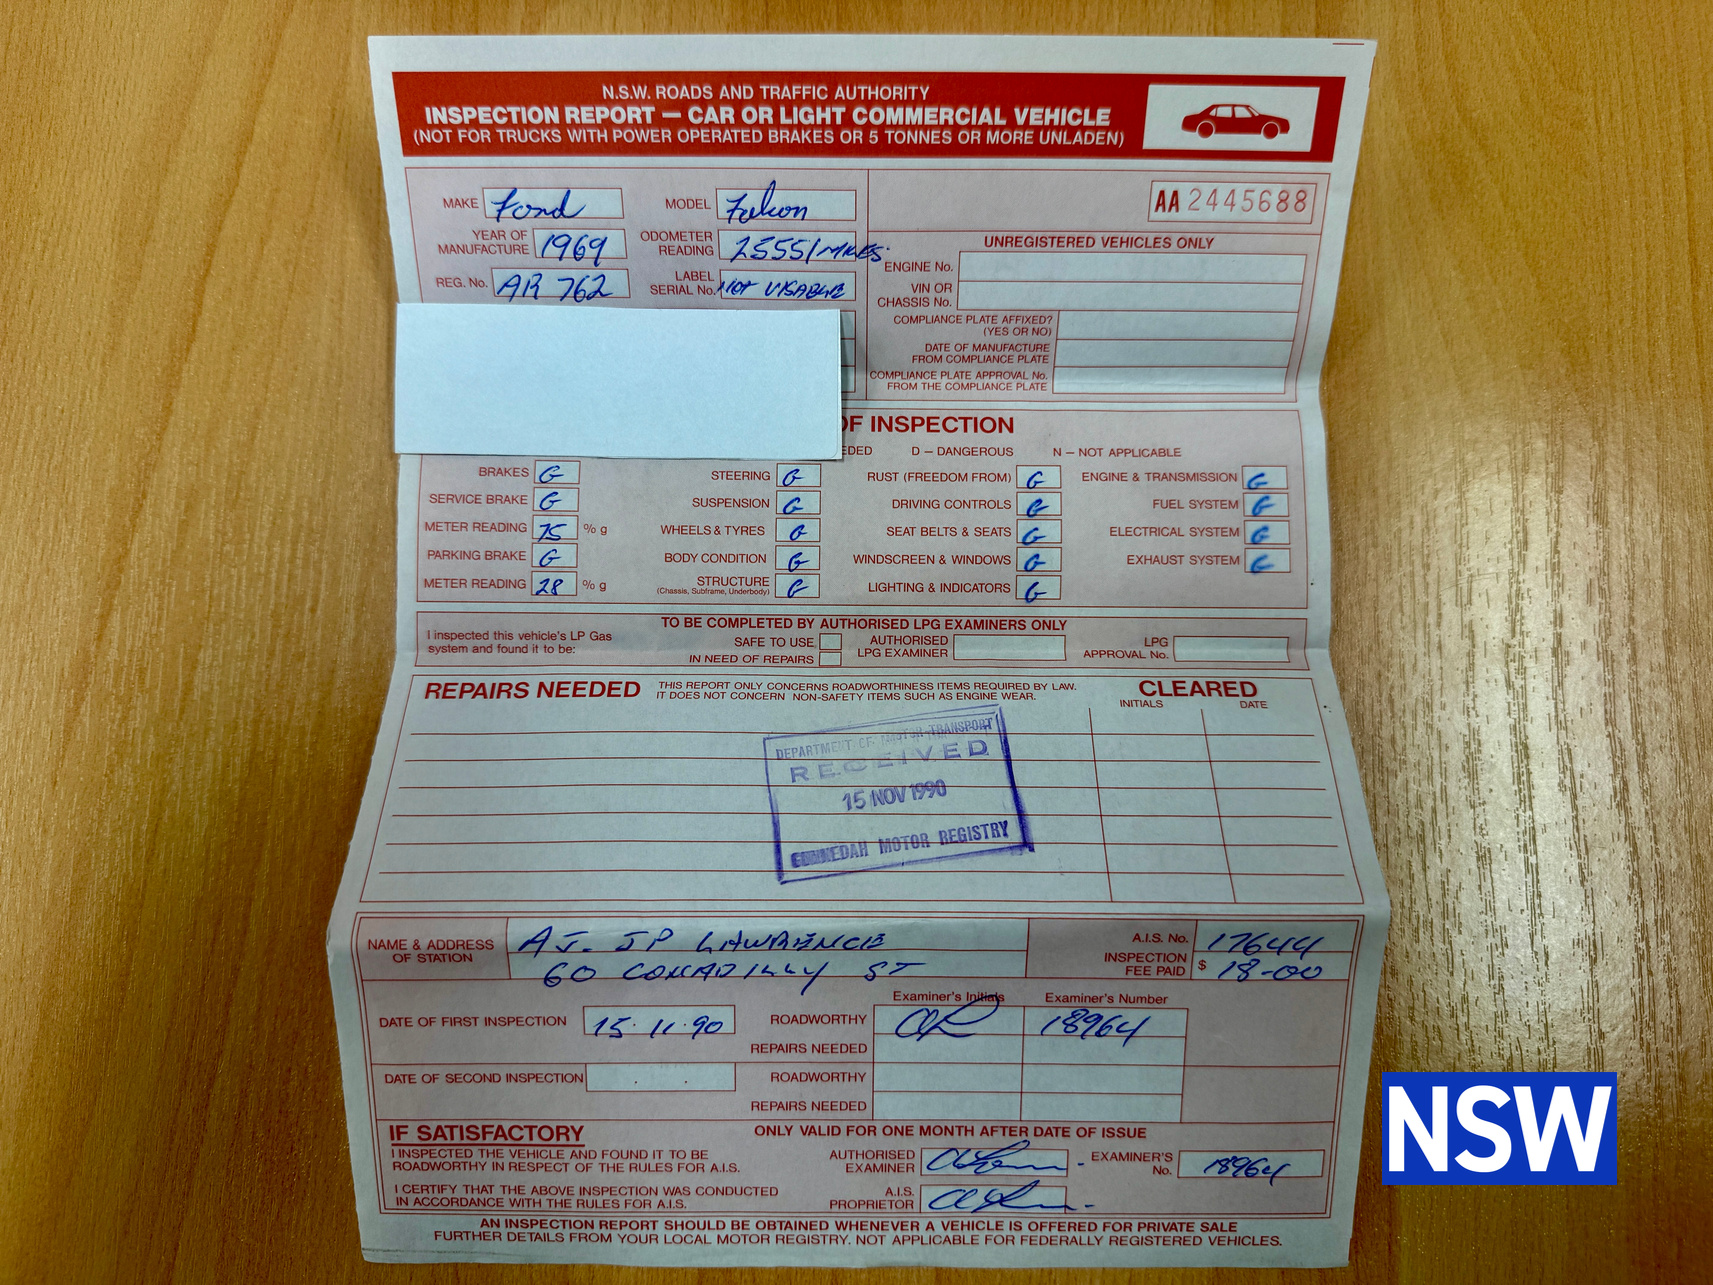 N.S.W. ROADS AND TRAFFIC AUTHORITY
INSPECTION REPORT — CAR OR LIGHT COMMERCIAL VEHICLE
(NOT FOR TRUCKS WITH POWER OPERATED BRAKES OR 5 TONNES OR MORE UNLADEN)
MAKE Ford MODEL Falcon
AA 2445688
YEAR OF MANUFACTURE 1969 ODOMETER READING 25551 MILES
REG. No. AR 762 LABEL SERIAL No. NOT VISABLE
UNREGISTERED VEHICLES ONLY
ENGINE No.
VIN OR CHASSIS No.
COMPLIANCE PLATE AFFIXED? (YES OR NO)
DATE OF MANUFACTURE FROM COMPLIANCE PLATE
COMPLIANCE PLATE APPROVAL No. FROM THE COMPLIANCE PLATE
OF INSPECTION
EDED D — DANGEROUS N — NOT APPLICABLE
BRAKES G STEERING G RUST (FREEDOM FROM) G ENGINE & TRANSMISSION G
SERVICE BRAKE G SUSPENSION G DRIVING CONTROLS G FUEL SYSTEM G
METER READING 75 % g WHEELS & TYRES G SEAT BELTS & SEATS G ELECTRICAL SYSTEM G
PARKING BRAKE G BODY CONDITION G WINDSCREEN & WINDOWS G EXHAUST SYSTEM G
METER READING 28 % g STRUCTURE (Chassis, Subframe, Underbody) G LIGHTING & INDICATORS G
TO BE COMPLETED BY AUTHORISED LPG EXAMINERS ONLY
I inspected this vehicle's LP Gas system and found it to be: SAFE TO USE AUTHORISED LPG EXAMINER LPG APPROVAL No.
IN NEED OF REPAIRS
REPAIRS NEEDED THIS REPORT ONLY CONCERNS ROADWORTHINESS ITEMS REQUIRED BY LAW. CLEARED
IT DOES NOT CONCERN NON-SAFETY ITEMS SUCH AS ENGINE WEAR. INITIALS DATE
DEPARTMENT OF MOTOR TRANSPORT
RECEIVED
15 NOV 1990
GUNNEDAH MOTOR REGISTRY
NAME & ADDRESS OF STATION AJ. JP LAWRENCE A.I.S. No. 17644
60 CONADILLY ST INSPECTION FEE PAID $ 18-00
Examiner's Initials Examiner's Number
DATE OF FIRST INSPECTION 15.11.90 ROADWORTHY 18964
REPAIRS NEEDED
DATE OF SECOND INSPECTION . . ROADWORTHY
REPAIRS NEEDED
IF SATISFACTORY ONLY VALID FOR ONE MONTH AFTER DATE OF ISSUE
I INSPECTED THE VEHICLE AND FOUND IT TO BE ROADWORTHY IN RESPECT OF THE RULES FOR A.I.S. AUTHORISED EXAMINER EXAMINER'S No. 18964
I CERTIFY THAT THE ABOVE INSPECTION WAS CONDUCTED IN ACCORDANCE WITH THE RULES FOR A.I.S. A.I.S. PROPRIETOR
AN INSPECTION REPORT SHOULD BE OBTAINED WHENEVER A VEHICLE IS OFFERED FOR PRIVATE SALE
FURTHER DETAILS FROM YOUR LOCAL MOTOR REGISTRY. NOT APPLICABLE FOR FEDERALLY REGISTERED VEHICLES.
NSW